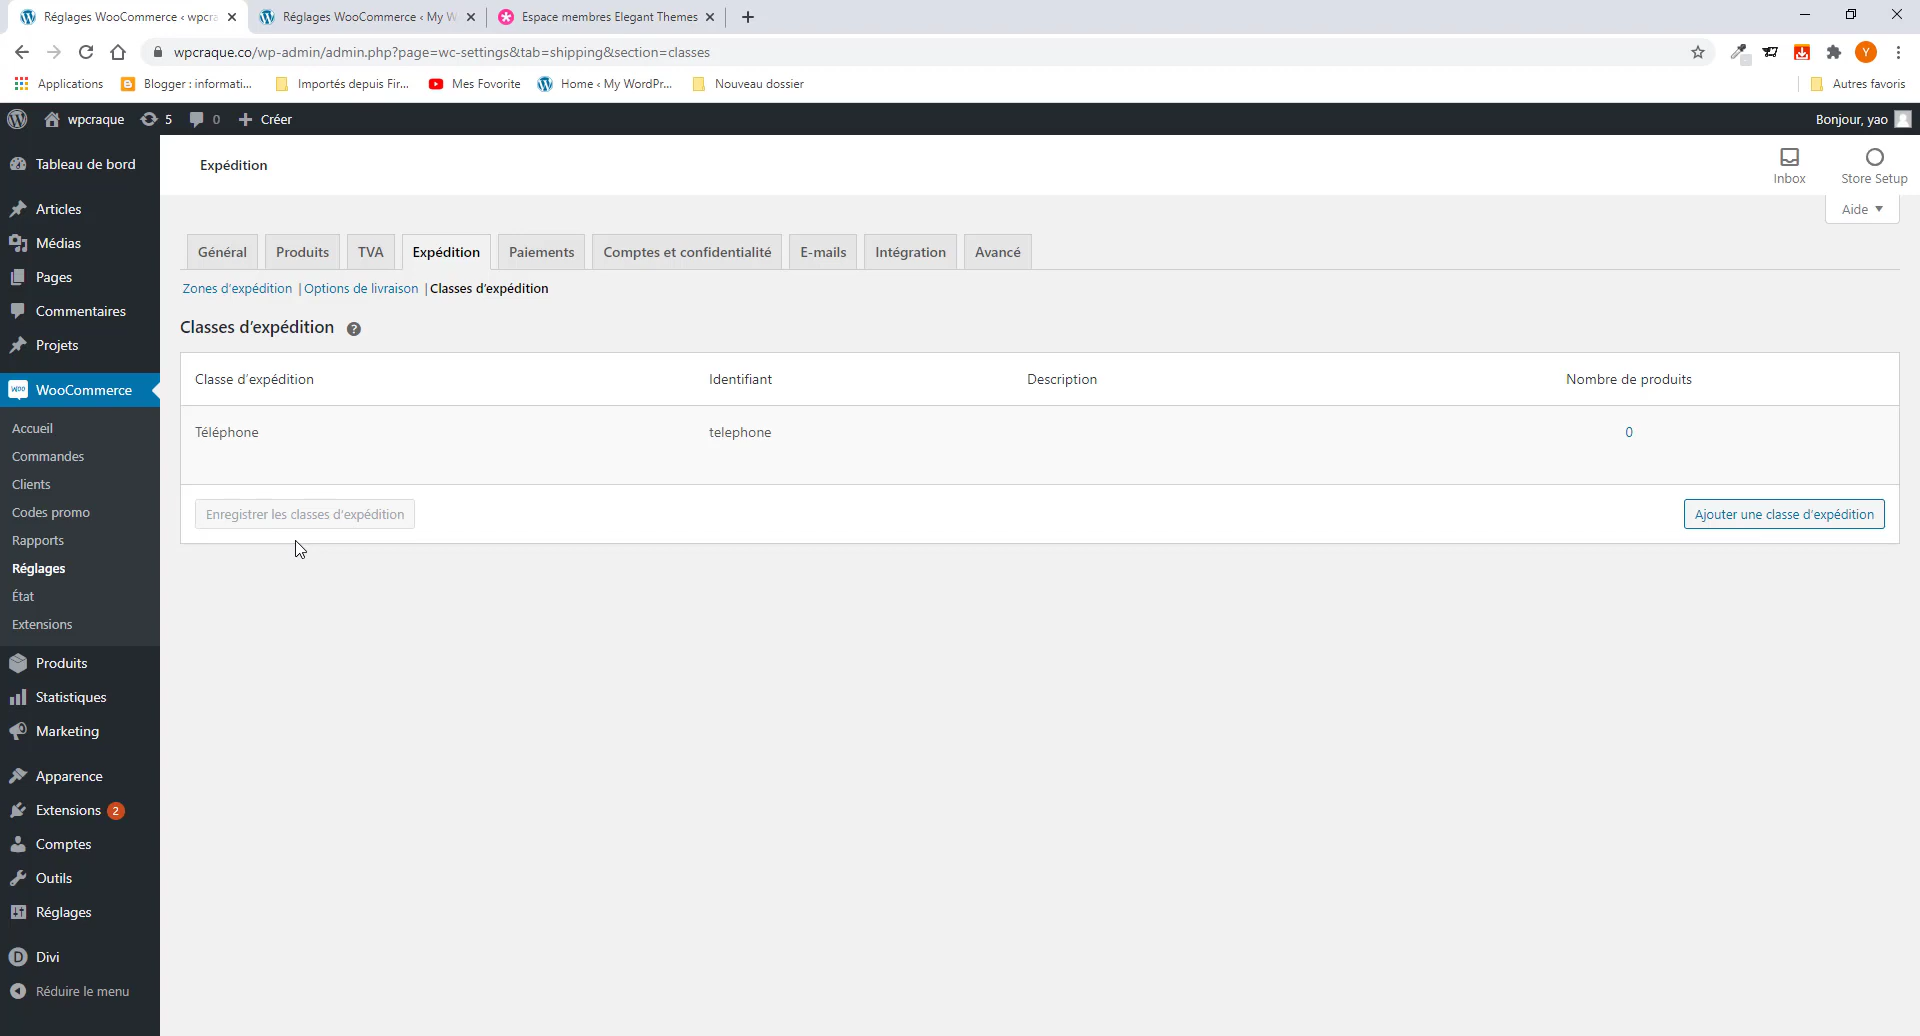 Réglages WooCommerce ‹ wpcra
Réglages WooCommerce ‹ My W
Espace membres Elegant Themes
wpcraque.co/wp-admin/admin.php?page=wc-settings&tab=shipping&section=classes
Y
Applications
Blogger : informati...
Importés depuis Fir...
Mes Fovorite
Home ‹ My WordPr...
Nouveau dossier
Autres favoris
wpcraque
5
0
Créer
Bonjour, yao
Tableau de bord
Articles
Médias
Pages
Commentaires
Projets
WooCommerce
Accueil
Commandes
Clients
Codes promo
Rapports
Réglages
État
Extensions
Produits
Statistiques
Marketing
Apparence
Extensions 2
Comptes
Outils
Réglages
Divi
Réduire le menu
Expédition
Inbox
Store Setup
Aide
Général
Produits
TVA
Expédition
Paiements
Comptes et confidentialité
E-mails
Intégration
Avancé
Zones d'expédition | Options de livraison | Classes d'expédition
Classes d'expédition ?
Classe d'expédition Identifiant Description Nombre de produits
Téléphone telephone 0
Enregistrer les classes d'expédition
Ajouter une classe d'expédition